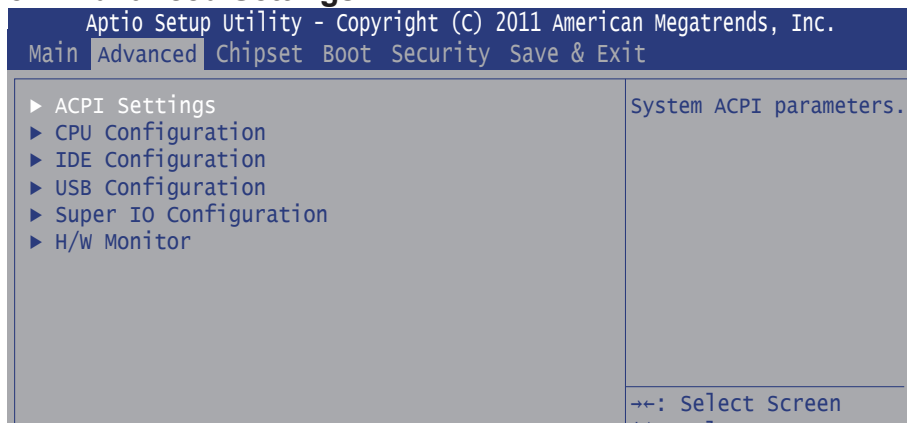 Aptio Setup Utility - Copyright (C) 2011 American Megatrends, Inc.
Main Advanced Chipset Boot Security Save & Exit
▶ ACPI Settings
▶ CPU Configuration
▶ IDE Configuration
▶ USB Configuration
▶ Super IO Configuration
▶ H/W Monitor
System ACPI parameters.
→←: Select Screen